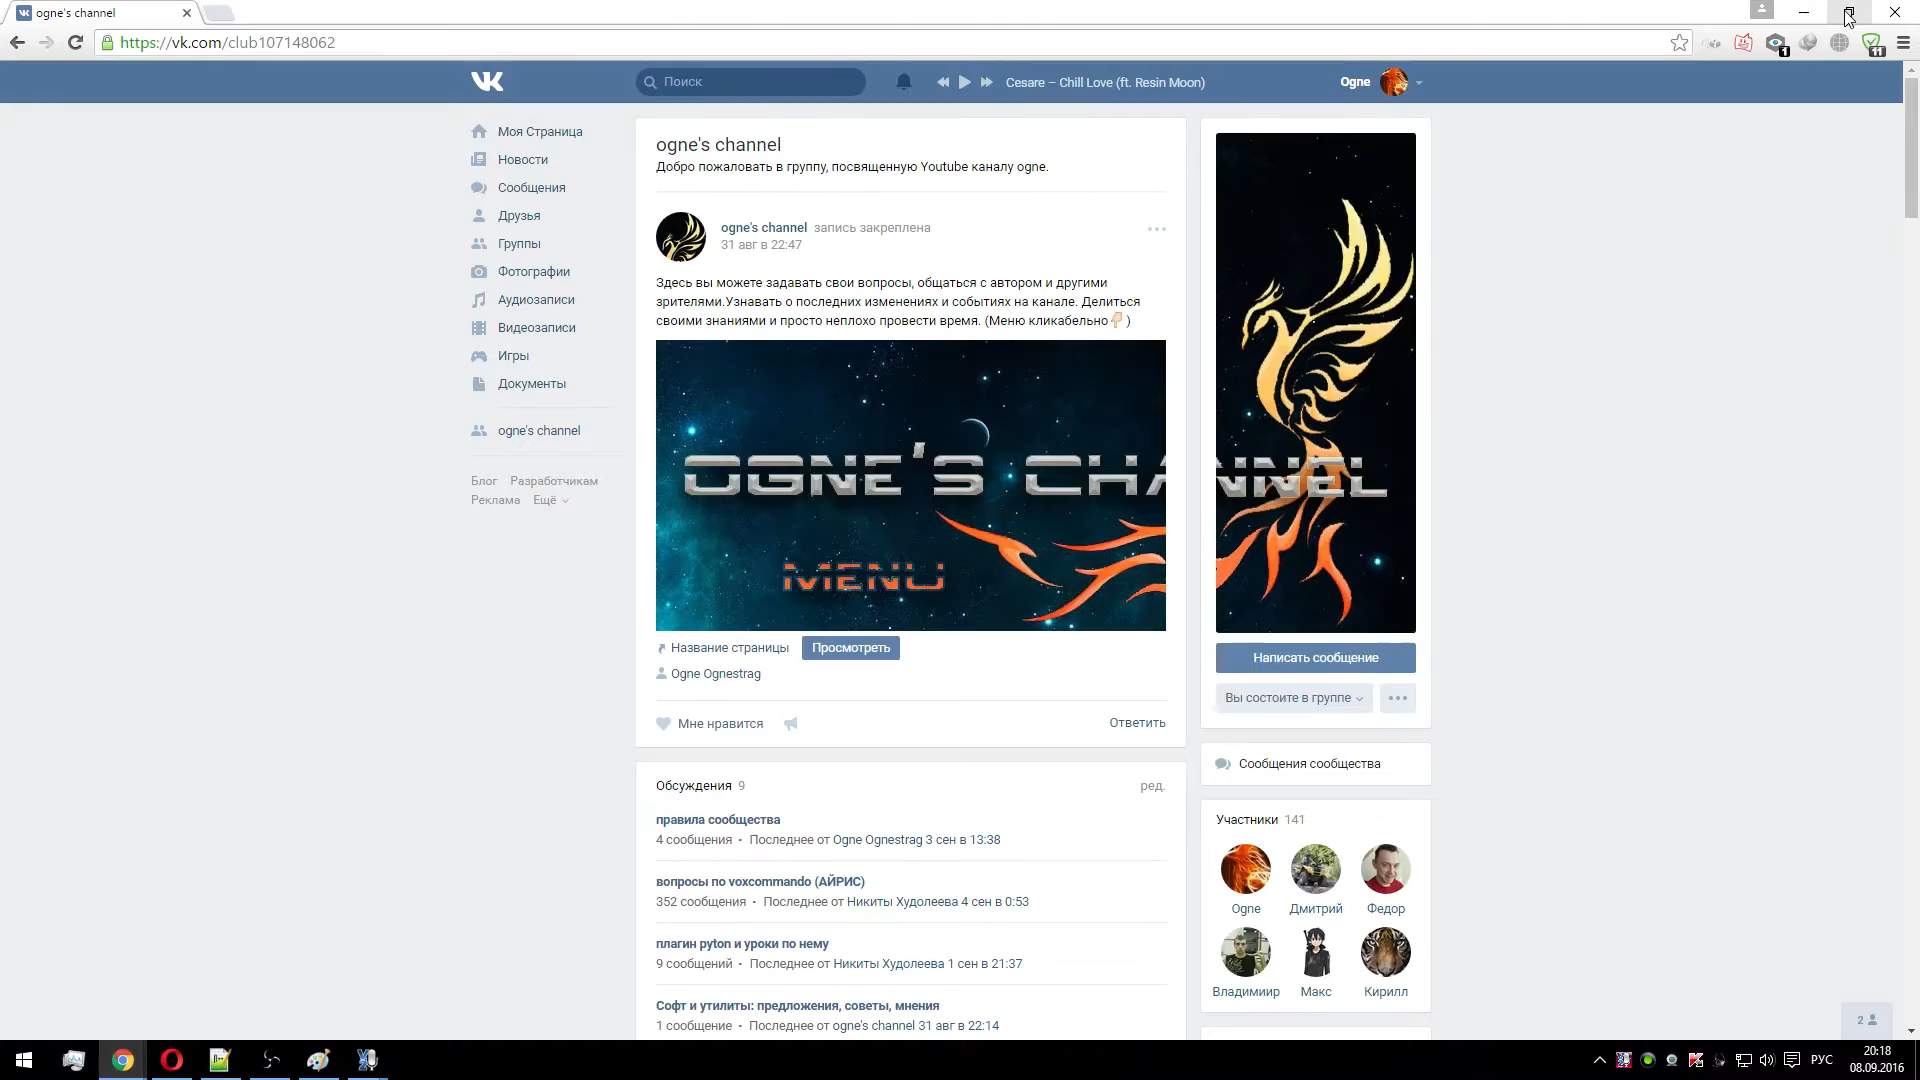 ogne's channel
https://vk.com/club107148062
1
11
Поиск
Cesare – Chill Love (ft. Resin Moon)
Ogne
Моя Страница
Новости
Сообщения
Друзья
Группы
Фотографии
Аудиозаписи
Видеозаписи
Игры
Документы
ogne's channel
Блог Разработчикам
Реклама Ещё
ogne's channel
Добро пожаловать в группу, посвященную Youtube каналу ogne.
ogne's channel запись закреплена
31 авг в 22:47
Здесь вы можете задавать свои вопросы, общаться с автором и другими
зрителями.Узнавать о последних изменениях и событиях на канале. Делиться
своими знаниями и просто неплохо провести время. (Меню кликабельно )
OGNE'S CHANNEL
MENU
Название страницы Просмотреть
Ogne Ognestrag
Мне нравится
Ответить
Обсуждения 9
ред.
правила сообщества
4 сообщения • Последнее от Ogne Ognestrag 3 сен в 13:38
вопросы по voxcommando (АЙРИС)
352 сообщения • Последнее от Никиты Худолеева 4 сен в 0:53
плагин pyton и уроки по нему
9 сообщений • Последнее от Никиты Худолеева 1 сен в 21:37
Софт и утилиты: предложения, советы, мнения
1 сообщение • Последнее от ogne's channel 31 авг в 22:14
Написать сообщение
Вы состоите в группе
Сообщения сообщества
Участники 141
Ogne Дмитрий Федор
Владимиир Макс Кирилл
2
РУС
20:18
08.09.2016